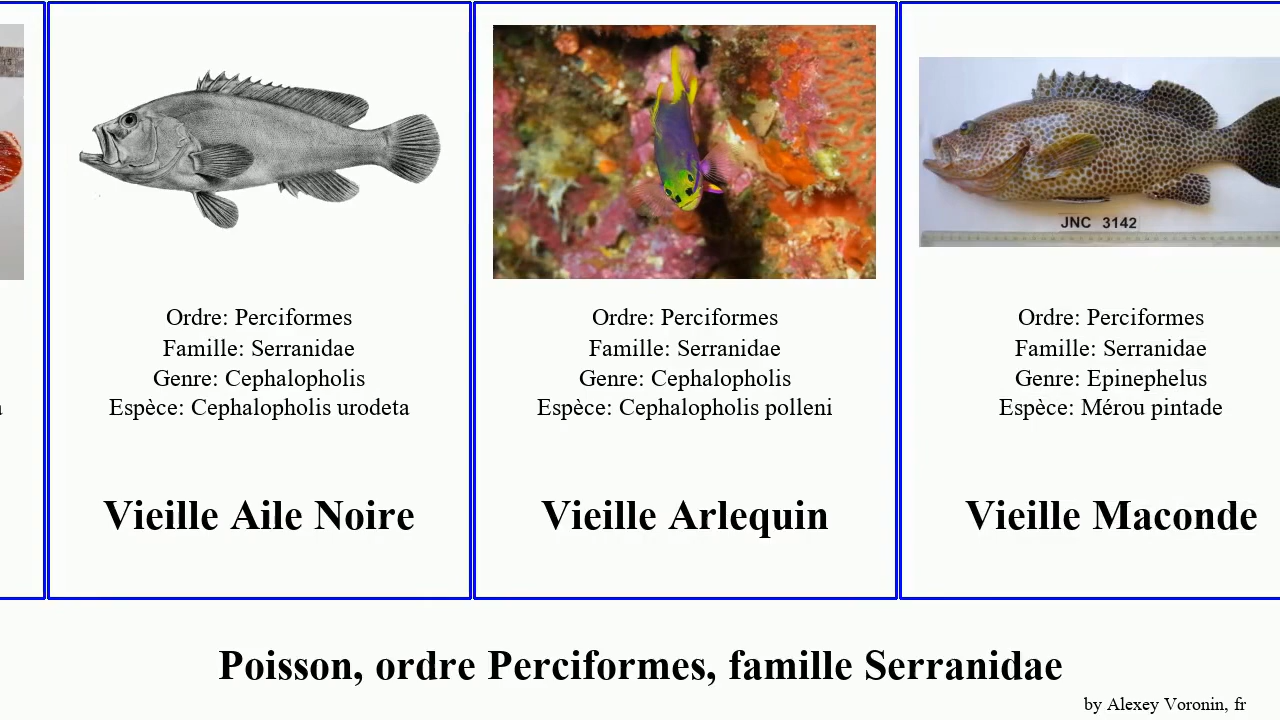 Ordre: Perciformes
Famille: Serranidae
Genre: Cephalopholis
Espèce: Cephalopholis urodeta
Vieille Aile Noire
Ordre: Perciformes
Famille: Serranidae
Genre: Cephalopholis
Espèce: Cephalopholis polleni
Vieille Arlequin
JNC 3142
Ordre: Perciformes
Famille: Serranidae
Genre: Epinephelus
Espèce: Mérou pintade
Vieille Maconde
Poisson, ordre Perciformes, famille Serranidae
by Alexey Voronin, fr